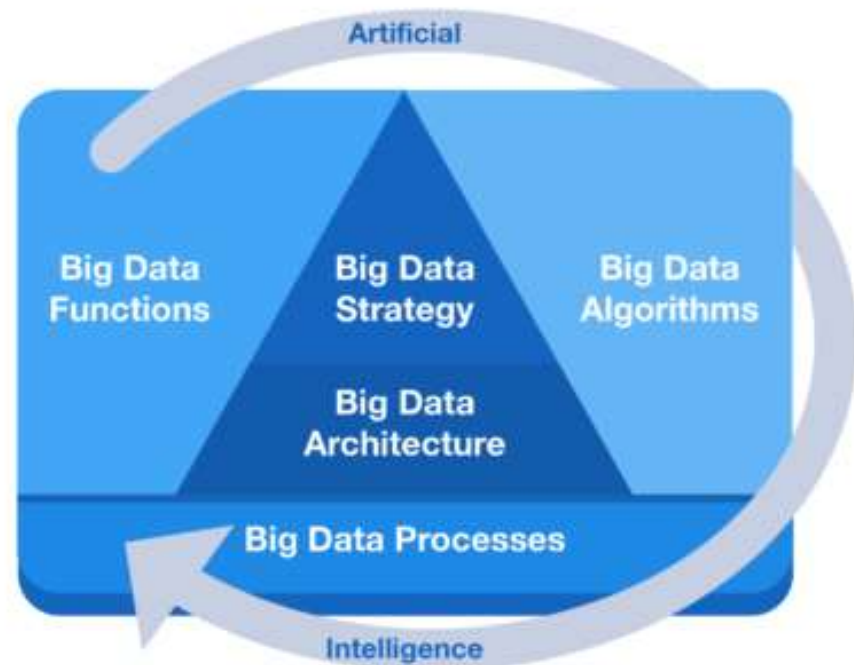 Artificial
Big Data
Functions
Big Data
Strategy
Big Data
Algorithms
Big Data
Architecture
Big Data Processes
Intelligence